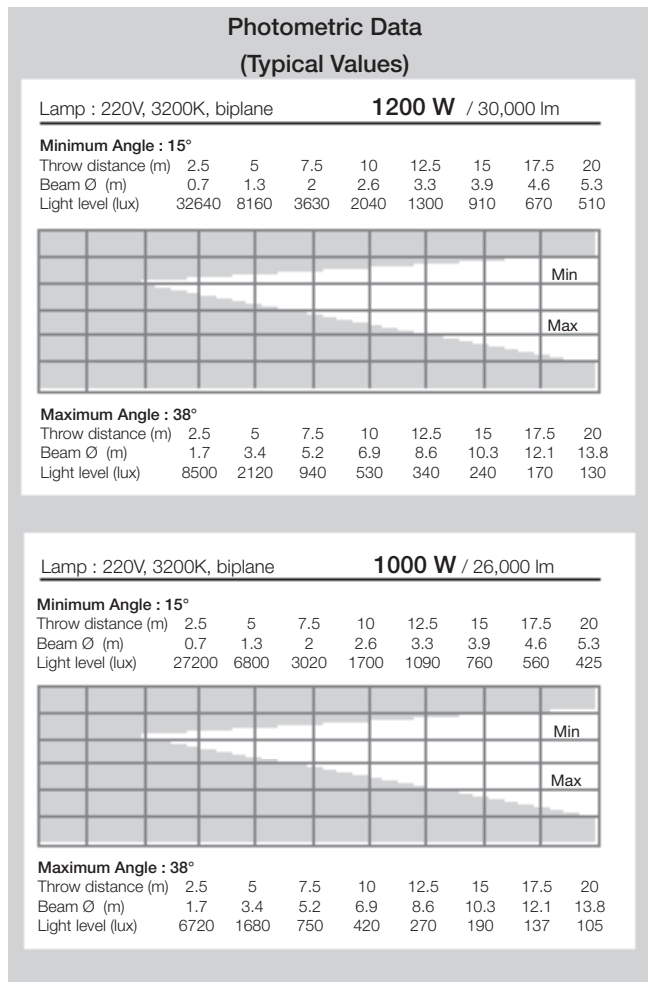 Photometric Data
(Typical Values)
Lamp : 220V, 3200K, biplane 1200 W / 30,000 lm
Minimum Angle : 15°
Throw distance (m) 2.5 5 7.5 10 12.5 15 17.5 20
Beam Ø (m) 0.7 1.3 2 2.6 3.3 3.9 4.6 5.3
Light level (lux) 32640 8160 3630 2040 1300 910 670 510
Min
Max
Maximum Angle : 38°
Throw distance (m) 2.5 5 7.5 10 12.5 15 17.5 20
Beam Ø (m) 1.7 3.4 5.2 6.9 8.6 10.3 12.1 13.8
Light level (lux) 8500 2120 940 530 340 240 170 130
Lamp : 220V, 3200K, biplane 1000 W / 26,000 lm
Minimum Angle : 15°
Throw distance (m) 2.5 5 7.5 10 12.5 15 17.5 20
Beam Ø (m) 0.7 1.3 2 2.6 3.3 3.9 4.6 5.3
Light level (lux) 27200 6800 3020 1700 1090 760 560 425
Min
Max
Maximum Angle : 38°
Throw distance (m) 2.5 5 7.5 10 12.5 15 17.5 20
Beam Ø (m) 1.7 3.4 5.2 6.9 8.6 10.3 12.1 13.8
Light level (lux) 6720 1680 750 420 270 190 137 105